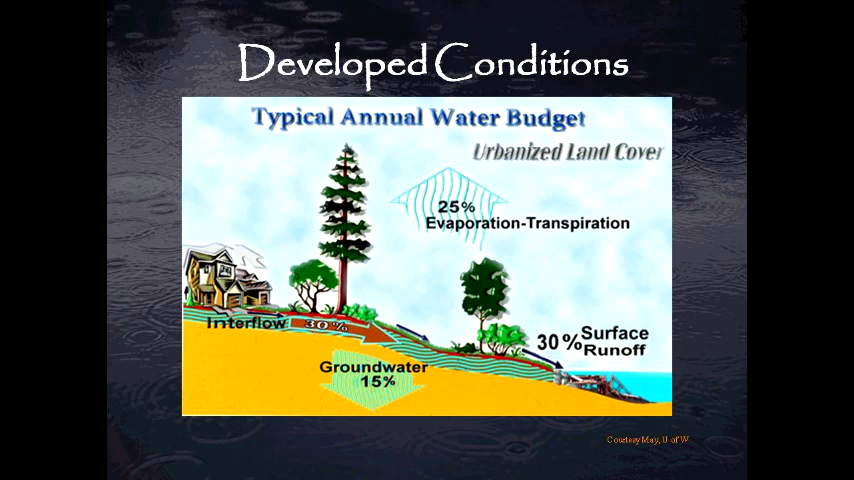 Developed Conditions
Typical Annual Water Budget
Urbanized Land Cover
25%
Evaporation-Transpiration
Interflow 30%
30% Surface
Runoff
Groundwater
15%
Courtesy May, U of W